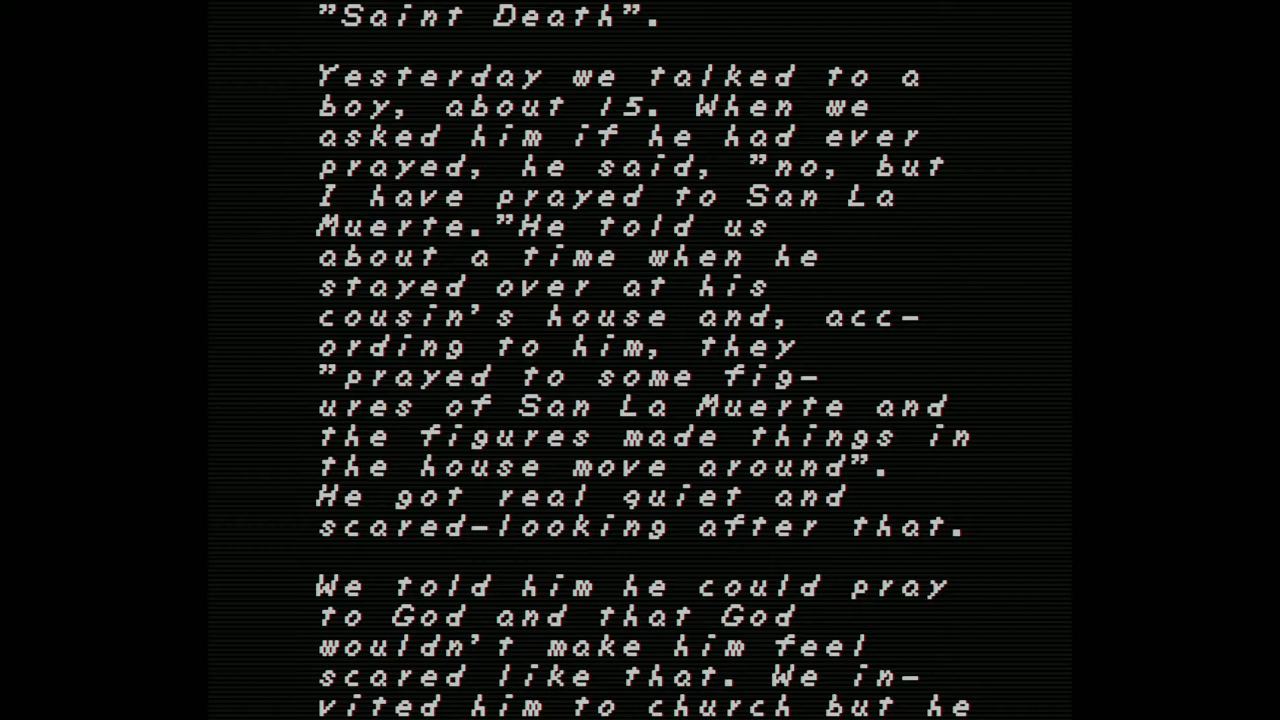 "Saint Death".
Yesterday we talked to a
boy, about 15. When we
asked him if he had ever
prayed, he said, "no, but
I have prayed to San La
Muerte."He told us
about a time when he
stayed over at his
cousin's house and, acc-
ording to him, they
"prayed to some fig-
ures of San La Muerte and
the figures made things in
the house move around".
He got real quiet and
scared-looking after that.
We told him he could pray
to God and that God
wouldn't make him feel
scared like that. We in-
vited him to church but he